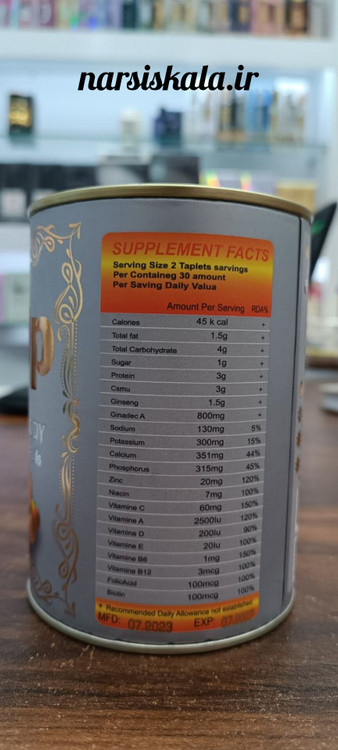 narsiskala.ir
SUPPLEMENT FACTS
Serving Size 2 Taplets sarvings
Per Containeg 30 amount
Per Saving Daily Value
Amount Per Serving RDA%
Calories 45 k cal +
Total fat 1.5g +
Total Carbohydrate 4g +
Sugar 1g +
Protein 3g +
Camu 3g +
Ginseng 1.5g +
Ginadec A 800mg +
Sodium 130mg 5%
Potassium 300mg 15%
Calcium 351mg 44%
Phosphorus 315mg 45%
Zinc 20mg 120%
Niacin 7mg 100%
Vitamine C 60mg 150%
Vitamine A 2500Iu 120%
Vitamine D 200Iu 90%
Vitamine E 20Iu 100%
Vitamine B6 1mg 150%
Vitamine B12 3mcg 100%
FolicAcid 100mcg 100%
Biotin 100mcg 100%
+ Recommended Daily Allowance not established
MFD: 07.2023 EXP: